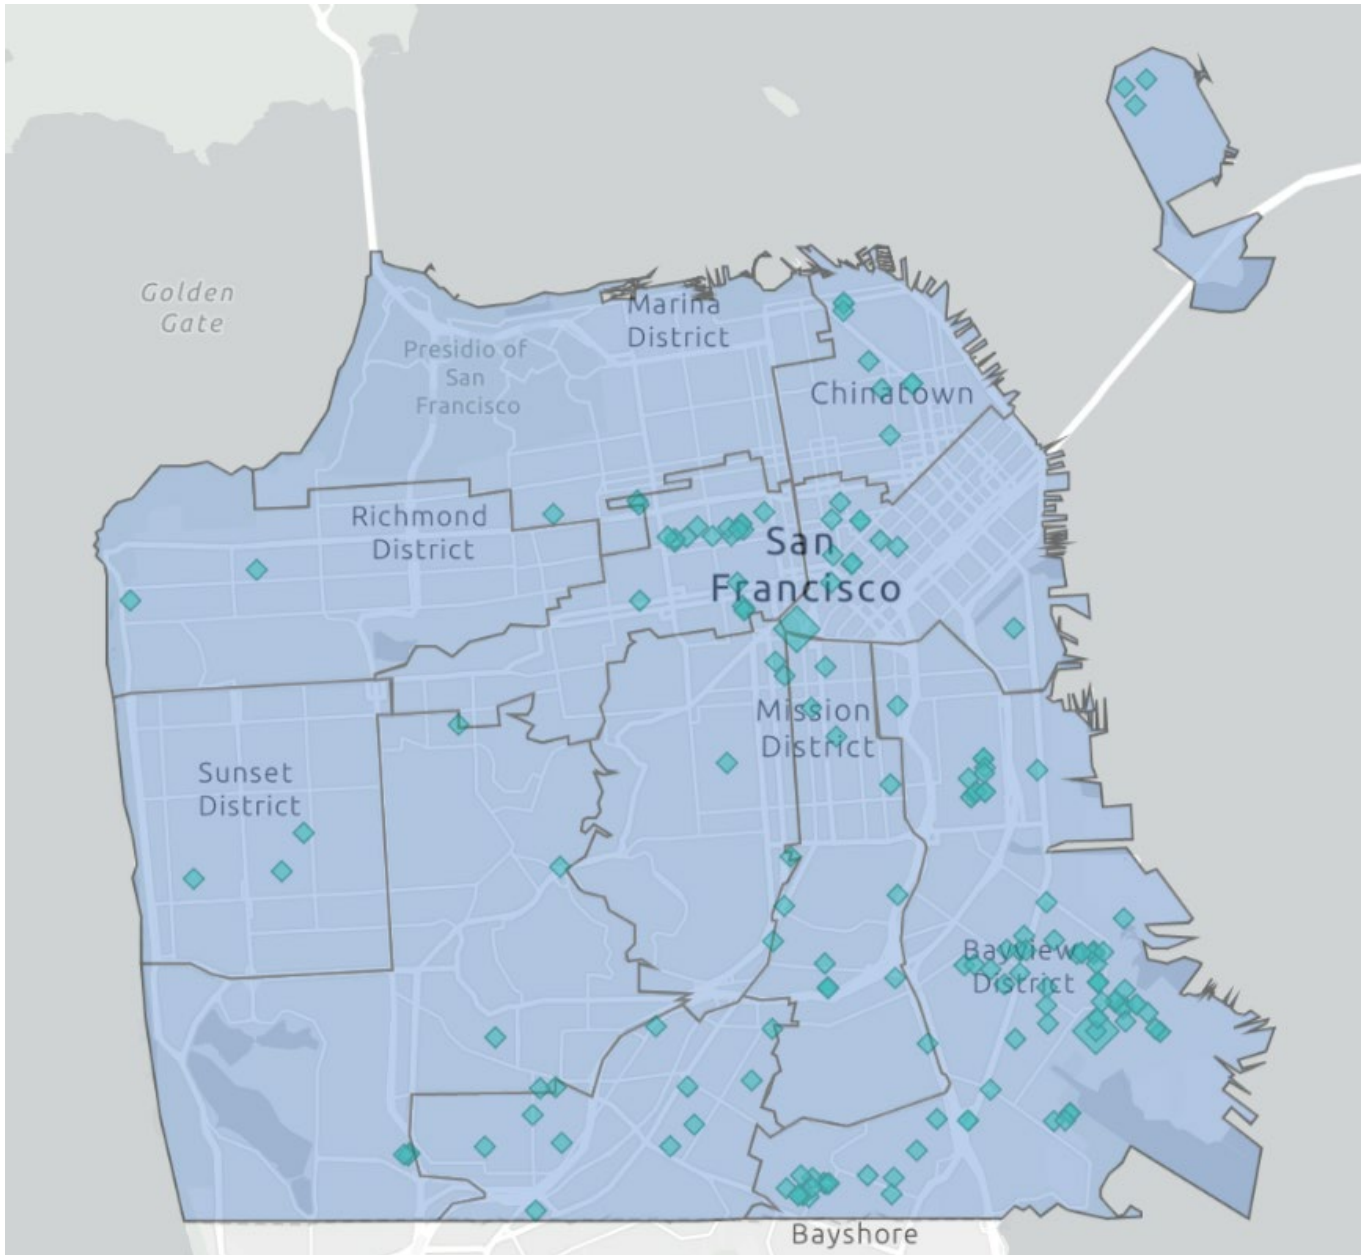 Golden
Gate
Marina
District
Presidio of
San
Francisco
Chinatown
Richmond
District
San
Francisco
Mission
District
Sunset
District
Bayview
District
Bayshore